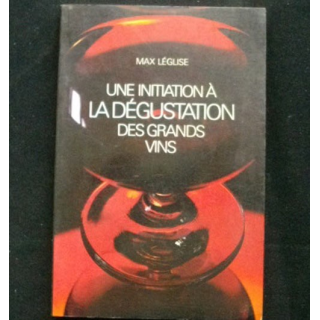 MAX LÉGLISE
UNE INITIATION À
LA DÉGUSTATION
DES GRANDS
VINS